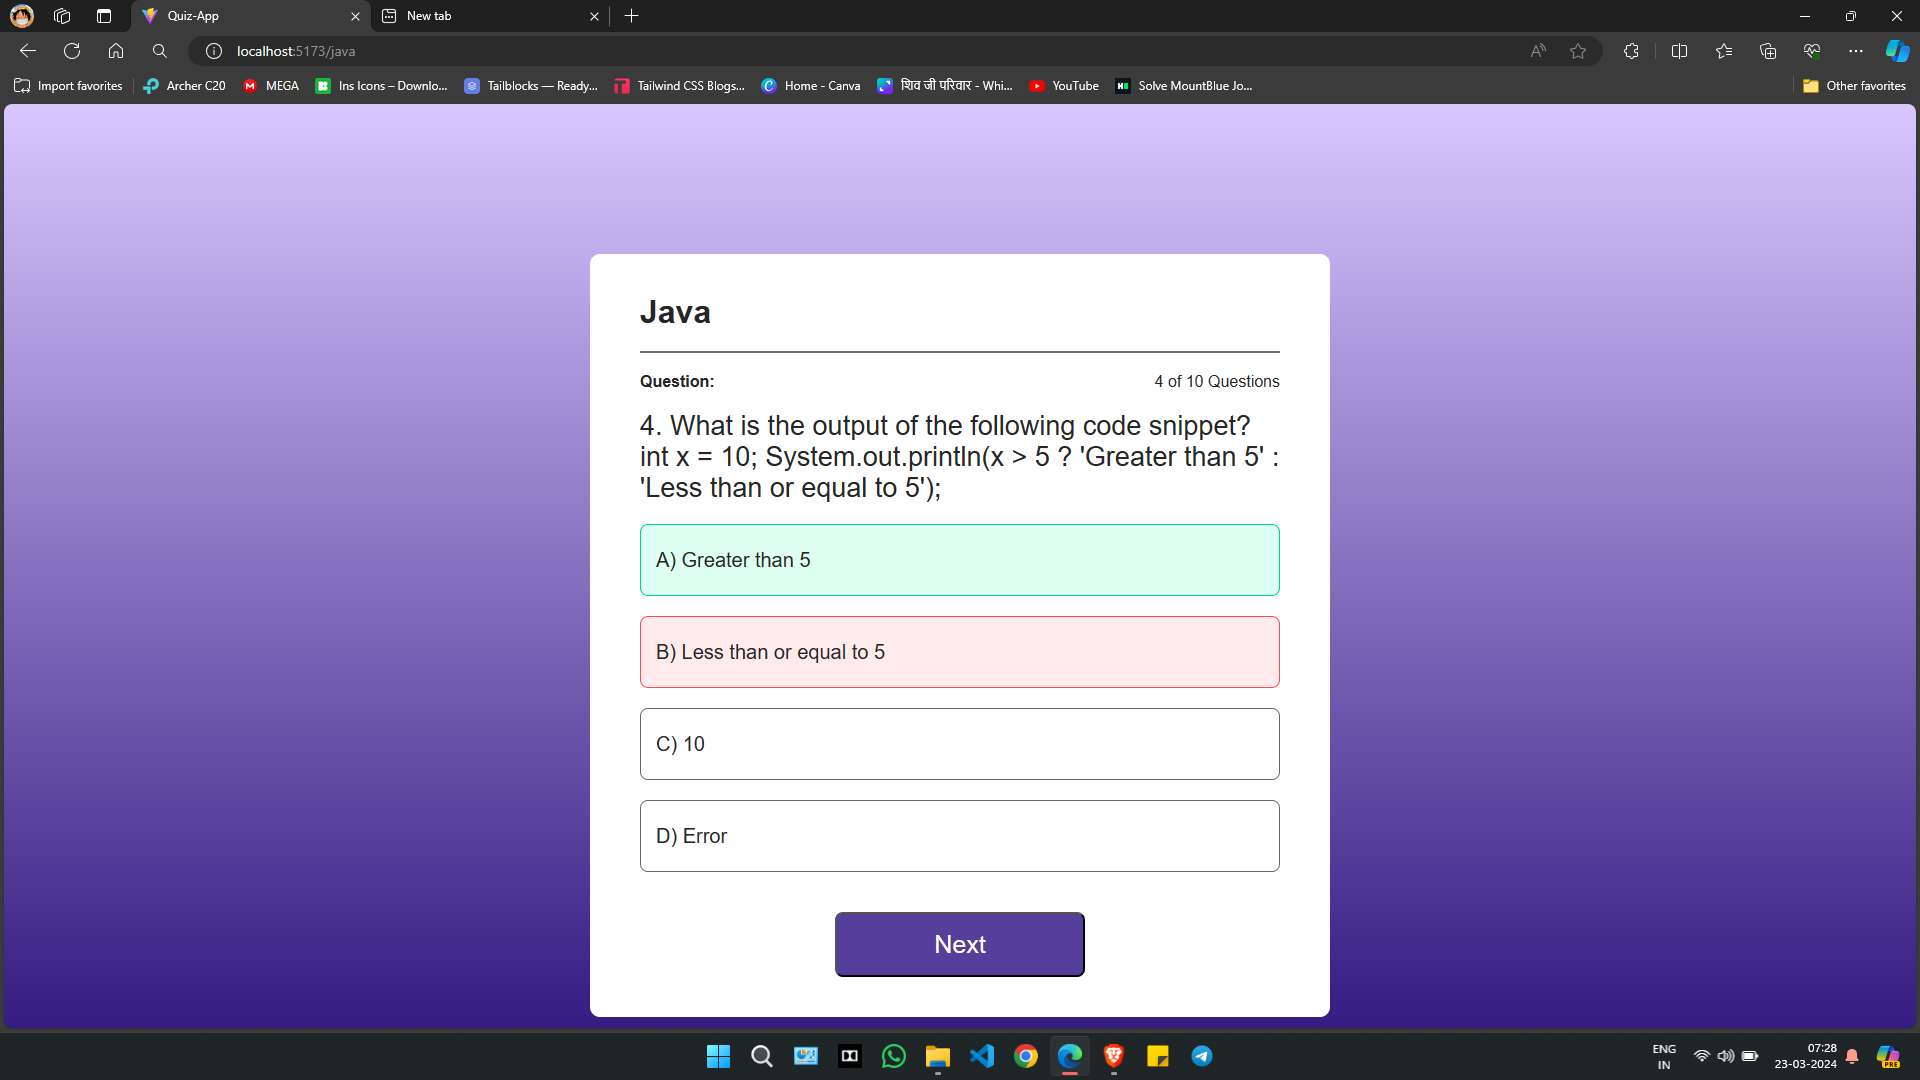 Quiz-App
New tab
localhost:5173/java
Import favorites
Archer C20
MEGA
Ins Icons – Downlo...
Tailblocks — Ready...
Tailwind CSS Blogs...
Home - Canva
शिव जी परिवार - Whi...
YouTube
Solve MountBlue Jo...
Other favorites
Java
Question:
4 of 10 Questions
4. What is the output of the following code snippet?
int x = 10; System.out.println(x > 5 ? 'Greater than 5' :
'Less than or equal to 5');
A) Greater than 5
B) Less than or equal to 5
C) 10
D) Error
Next
ENG
IN
07:28
23-03-2024
PRE